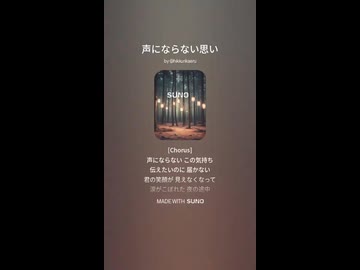 声にならない思い
SUNO
[Chorus]
声にならない この気持ち
伝えたいのに 届かない
君の笑顔が 見えなくなって
涙がこぼれた 夜の途中
MADE WITH SUNO